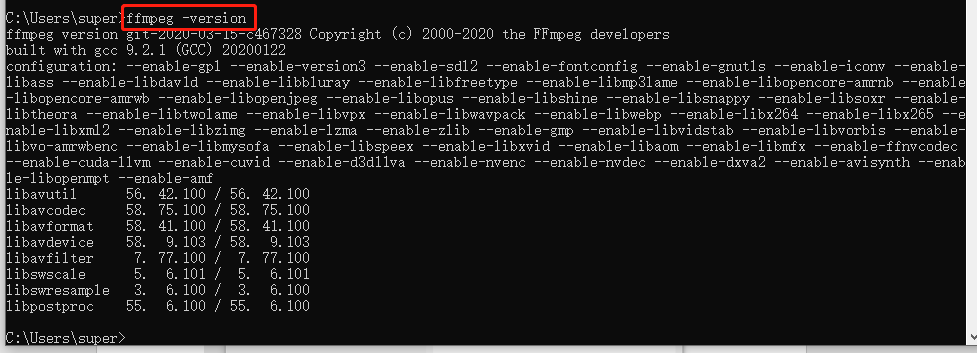 C:\Users\super>ffmpeg -version
ffmpeg version git-2020-03-15-c467328 Copyright (c) 2000-2020 the FFmpeg developers
built with gcc 9.2.1 (GCC) 20200122
configuration: --enable-gpl --enable-version3 --enable-sdl2 --enable-fontconfig --enable-gnutls --enable-iconv --enable-
libass --enable-libdav1d --enable-libbluray --enable-libfreetype --enable-libmp3lame --enable-libopencore-amrnb --enable
-libopencore-amrwb --enable-libopenjpeg --enable-libopus --enable-libshine --enable-libsnappy --enable-libsoxr --enable-
libtheora --enable-libtwolame --enable-libvpx --enable-libwavpack --enable-libwebp --enable-libx264 --enable-libx265 --e
nable-libxml2 --enable-libzimg --enable-lzma --enable-zlib --enable-gmp --enable-libvidstab --enable-libvorbis --enable-
libvo-amrwbenc --enable-libmysofa --enable-libspeex --enable-libxvid --enable-libaom --enable-libmfx --enable-ffnvcodec
--enable-cuda-llvm --enable-cuvid --enable-d3d11va --enable-nvenc --enable-nvdec --enable-dxva2 --enable-avisynth --enab
le-libopenmpt --enable-amf
libavutil      56. 42.100 / 56. 42.100
libavcodec     58. 75.100 / 58. 75.100
libavformat    58. 41.100 / 58. 41.100
libavdevice    58.  9.103 / 58.  9.103
libavfilter     7. 77.100 /  7. 77.100
libswscale      5.  6.101 /  5.  6.101
libswresample   3.  6.100 /  3.  6.100
libpostproc    55.  6.100 / 55.  6.100
C:\Users\super>